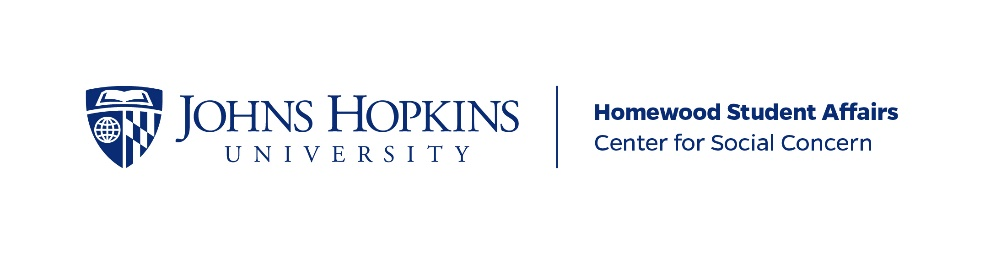 JOHNS HOPKINS
UNIVERSITY
Homewood Student Affairs
Center for Social Concern